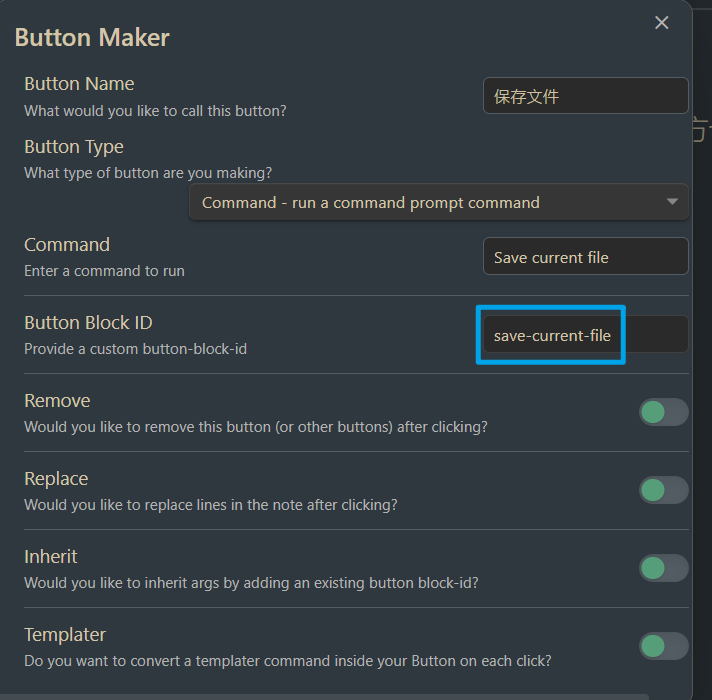 Button Maker
Button Name
What would you like to call this button?
保存文件
Button Type
What type of button are you making?
Command - run a command prompt command
Command
Enter a command to run
Save current file
Button Block ID
Provide a custom button-block-id
save-current-file
Remove
Would you like to remove this button (or other buttons) after clicking?
Replace
Would you like to replace lines in the note after clicking?
Inherit
Would you like to inherit args by adding an existing button block-id?
Templater
Do you want to convert a templater command inside your Button on each click?